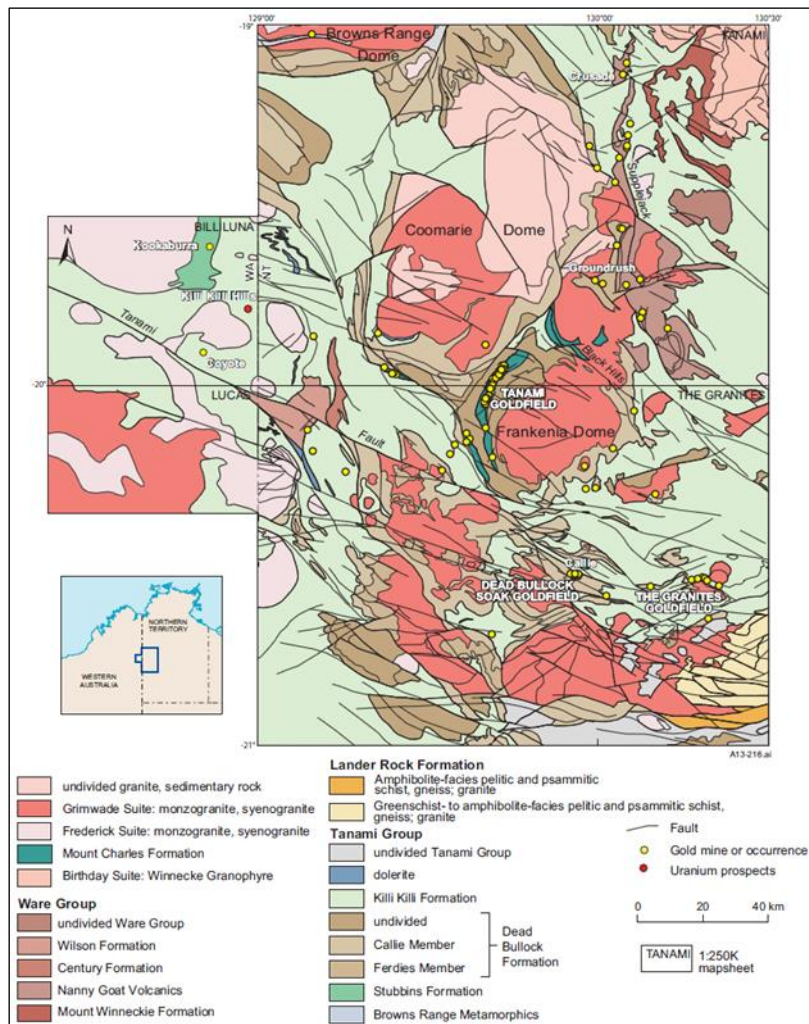 129°00'
130°00'
130°30'
-19°
Browns Range
Dome
TANAMI
Crusade
Supplejack
Coomarie
Dome
N
BILLILUNA
Kookaburra
WA
NT
Groundrush
Killi Killi Hills
Tanami
Coyote
Black Hills
-20°
LUCAS
TANAMI
GOLDFIELD
THE GRANITES
Fault
Frankenia Dome
Callie
DEAD BULLOCK
SOAK GOLDFIELD
THE GRANITES
GOLDFIELD
NORTHERN
TERRITORY
WESTERN
AUSTRALIA
-21°
A13-216.ai
undivided granite, sedimentary rock
Grimwade Suite: monzogranite, syenogranite
Frederick Suite: monzogranite, syenogranite
Mount Charles Formation
Birthday Suite: Winnecke Granophyre
Ware Group
undivided Ware Group
Wilson Formation
Century Formation
Nanny Goat Volcanics
Mount Winneckie Formation
Lander Rock Formation
Amphibolite-facies pelitic and psammitic
schist, gneiss; granite
Greenschist- to amphibolite-facies pelitic and psammitic schist,
gneiss; granite
Tanami Group
undivided Tanami Group
dolerite
Killi Killi Formation
undivided
Callie Member
Ferdies Member
Dead
Bullock
Formation
Stubbins Formation
Browns Range Metamorphics
Fault
Gold mine or occurrence
Uranium prospects
0 20 40 km
TANAMI
1:250K
mapsheet